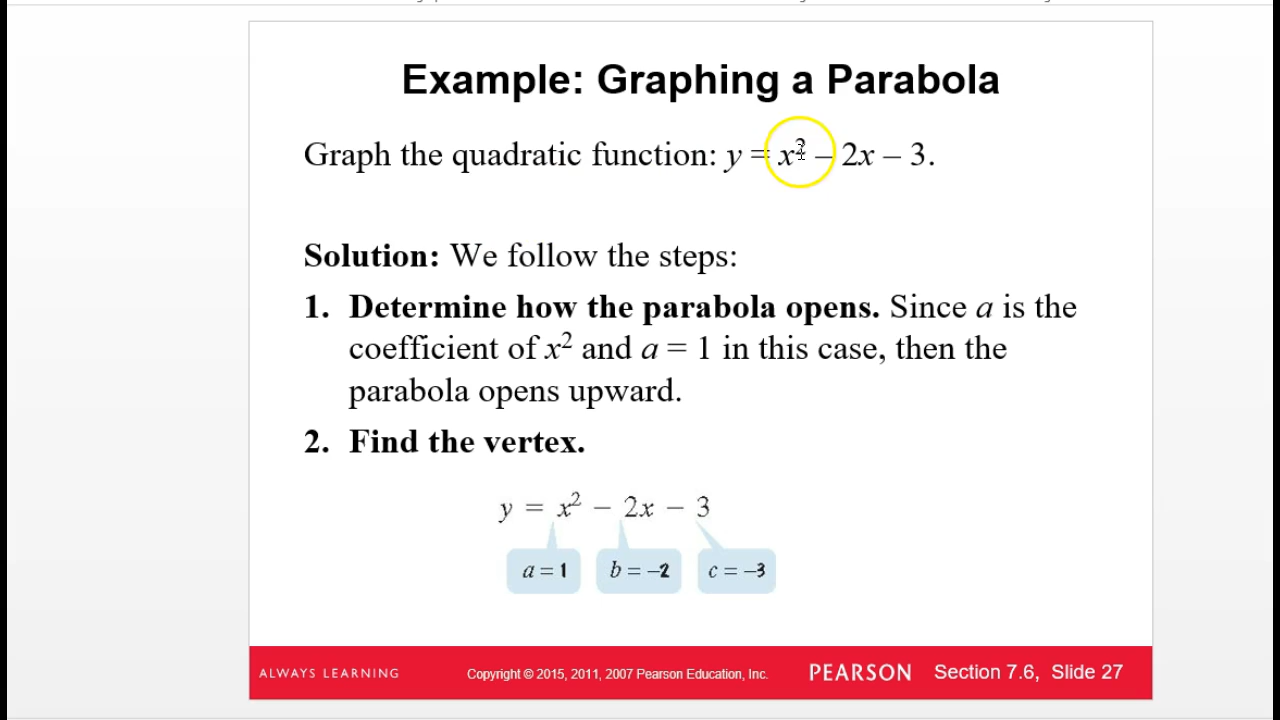 Example: Graphing a Parabola
Graph the quadratic function: y = x² – 2x – 3.
Solution: We follow the steps:
1. Determine how the parabola opens. Since a is the
coefficient of x² and a = 1 in this case, then the
parabola opens upward.
2. Find the vertex.
y = x² − 2x − 3
a = 1 b = −2 c = −3
ALWAYS LEARNING Copyright © 2015, 2011, 2007 Pearson Education, Inc. PEARSON Section 7.6, Slide 27